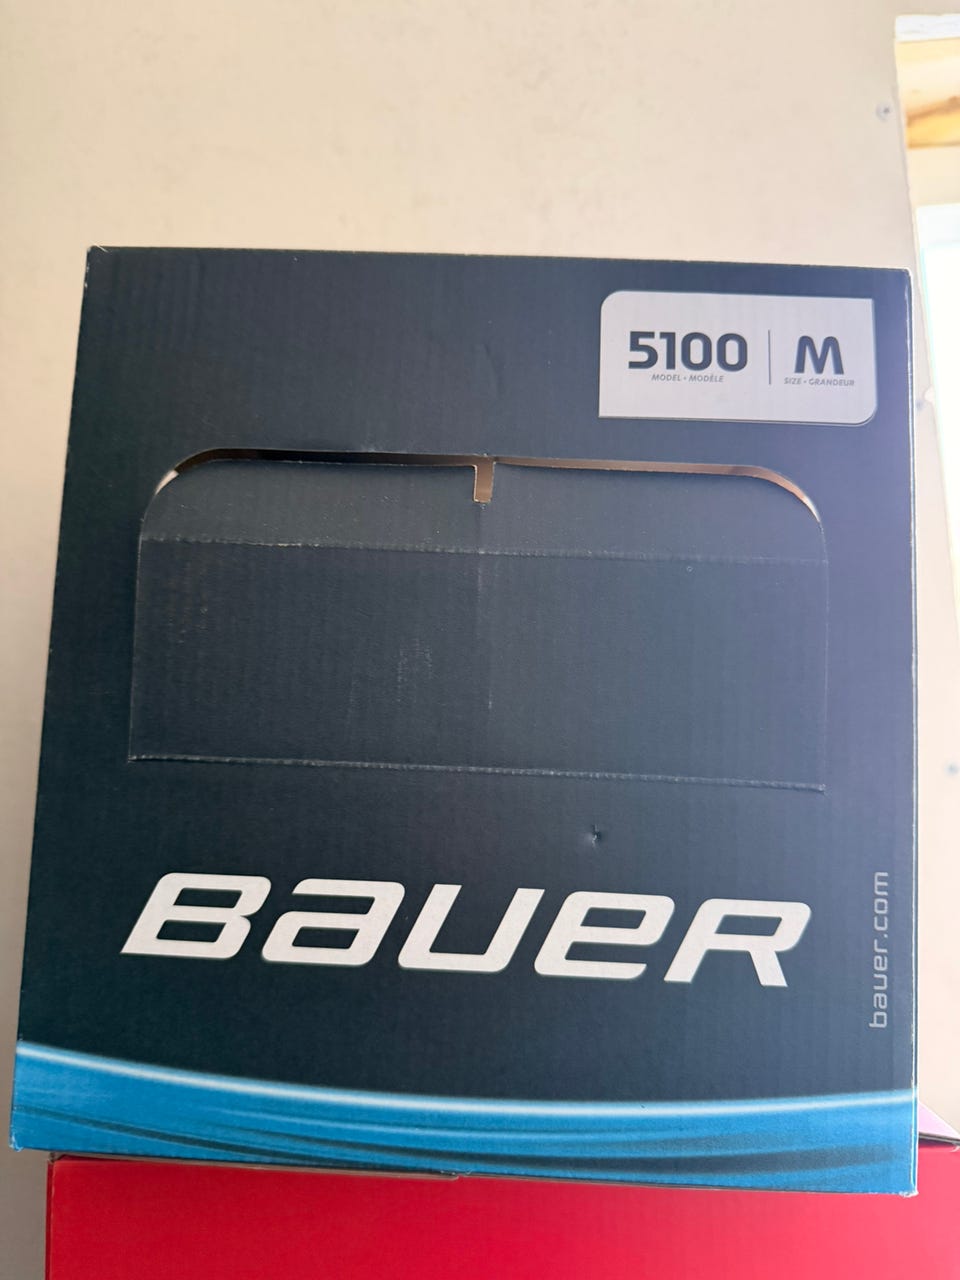 5100 M
MODEL • MODÈLE SIZE • GRANDEUR
BAUER
bauer.com